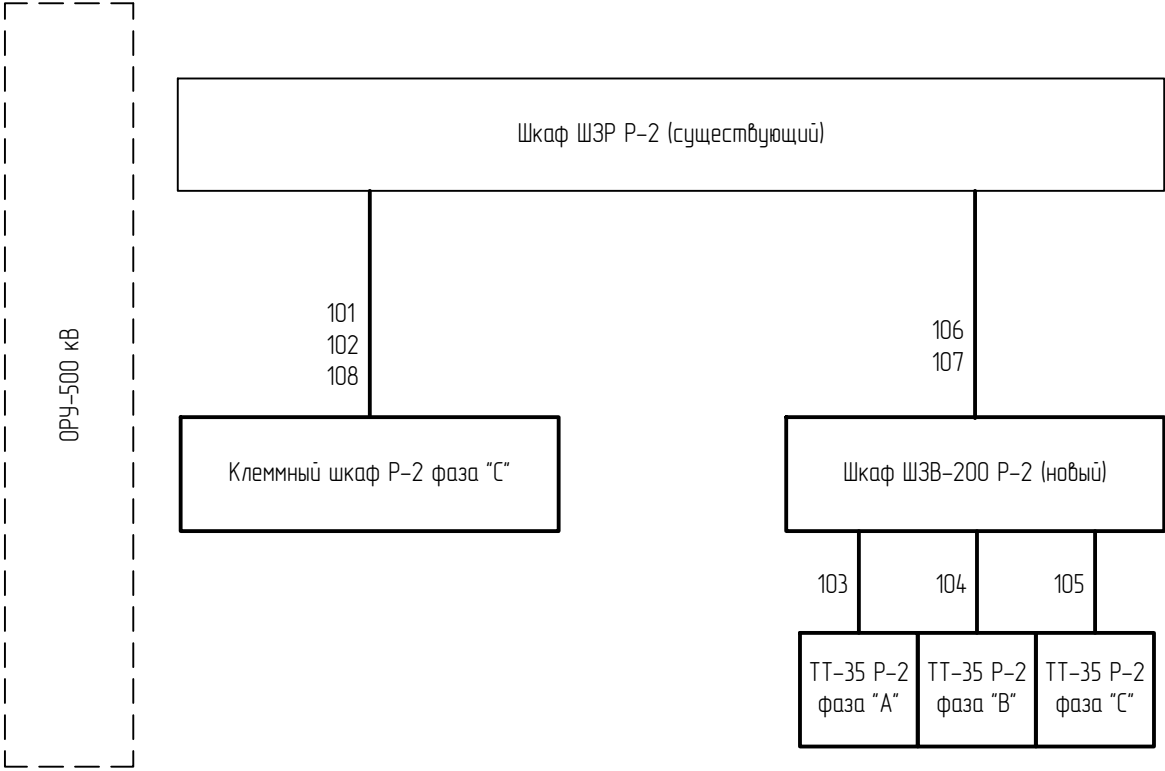 Шкаф ШЗР Р-2 (существующий)
ОРУ-500 кВ
101
102
108
106
107
Клеммный шкаф Р-2 фаза "С"
Шкаф ШЗВ-200 Р-2 (новый)
103
104
105
ТТ-35 Р-2
фаза "А"
ТТ-35 Р-2
фаза "В"
ТТ-35 Р-2
фаза "С"